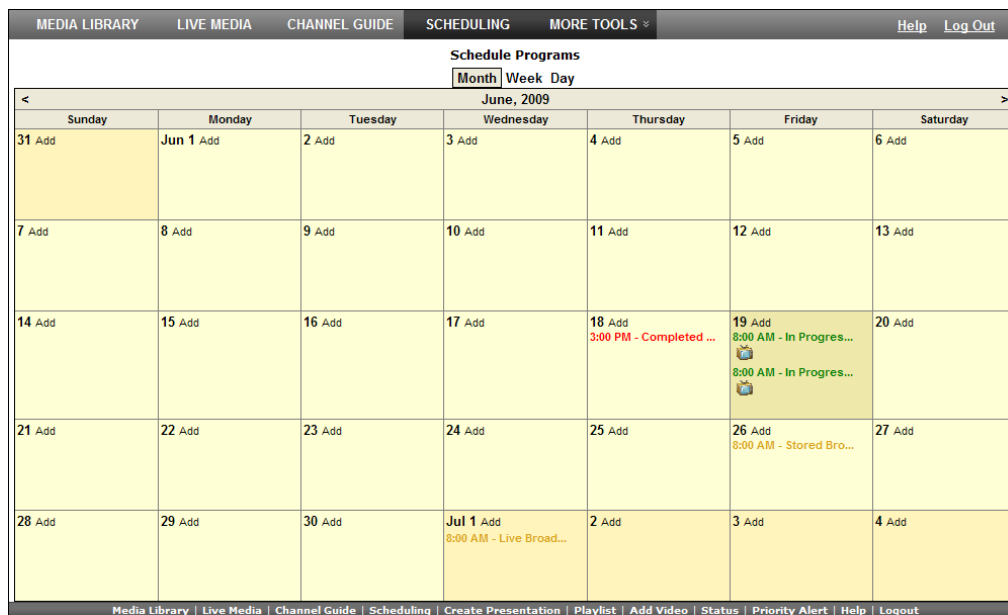 MEDIA LIBRARY LIVE MEDIA CHANNEL GUIDE SCHEDULING MORE TOOLS Help Log Out
Schedule Programs
Month Week Day
< June, 2009 >
Sunday Monday Tuesday Wednesday Thursday Friday Saturday
31 Add Jun 1 Add 2 Add 3 Add 4 Add 5 Add 6 Add
7 Add 8 Add 9 Add 10 Add 11 Add 12 Add 13 Add
14 Add 15 Add 16 Add 17 Add 18 Add 19 Add 20 Add
3:00 PM - Completed ... 8:00 AM - In Progres...
8:00 AM - In Progres...
21 Add 22 Add 23 Add 24 Add 25 Add 26 Add 27 Add
8:00 AM - Stored Bro...
28 Add 29 Add 30 Add Jul 1 Add 2 Add 3 Add 4 Add
8:00 AM - Live Broad...
Media Library | Live Media | Channel Guide | Scheduling | Create Presentation | Playlist | Add Video | Status | Priority Alert | Help | Logout